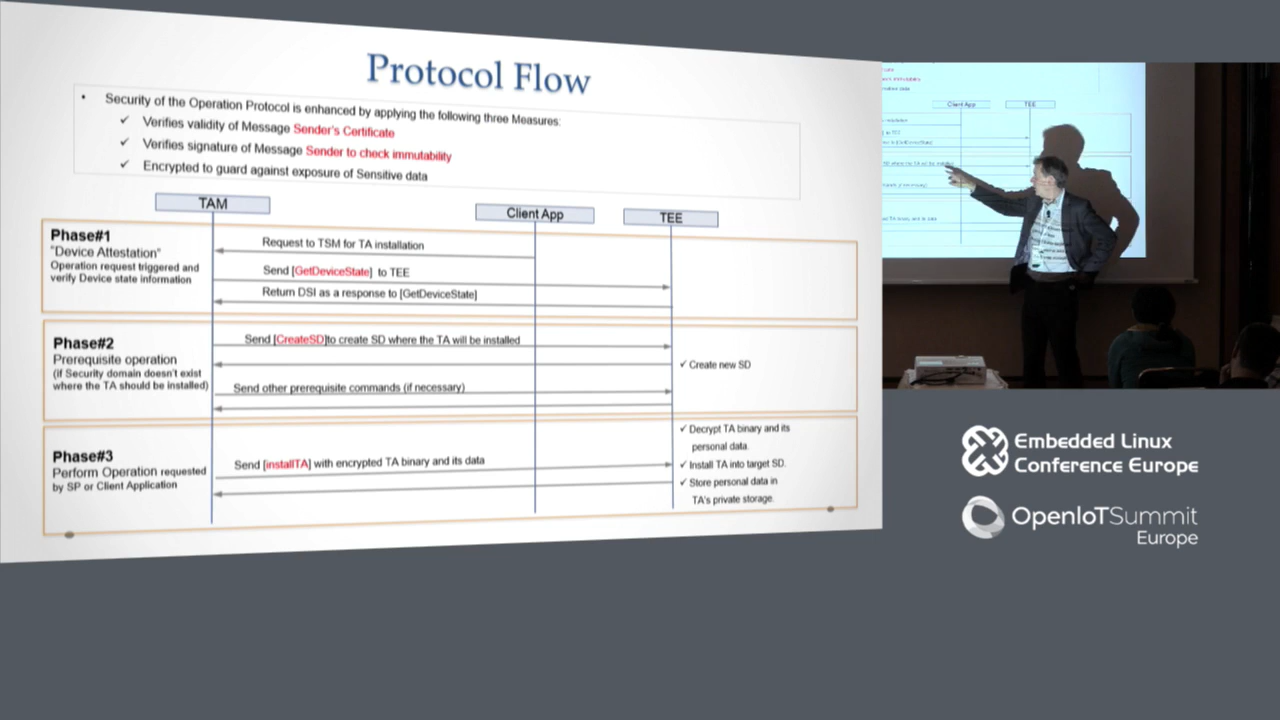 Protocol Flow
• Security of the Operation Protocol is enhanced by applying the following three Measures:
✓ Verifies validity of Message Sender's Certificate
✓ Verifies signature of Message Sender to check immutability
✓ Encrypted to guard against exposure of Sensitive data
TAM
Client App
TEE
Phase#1
"Device Attestation"
Operation request triggered and
verify Device state information
Request to TSM for TA installation
Send [GetDeviceState] to TEE
Return DSI as a response to [GetDeviceState]
Phase#2
Prerequisite operation
(if Security domain doesn't exist
where the TA should be installed)
Send [CreateSD]to create SD where the TA will be installed
✓ Create new SD
Send other prerequisite commands (if necessary)
Phase#3
Perform Operation requested
by SP or Client Application
Send [installTA] with encrypted TA binary and its data
✓ Decrypt TA binary and its
personal data.
✓ Install TA into target SD.
✓ Store personal data in
TA's private storage.
Client App
TEE
Embedded Linux
Conference Europe
OpenIoTSummit
Europe